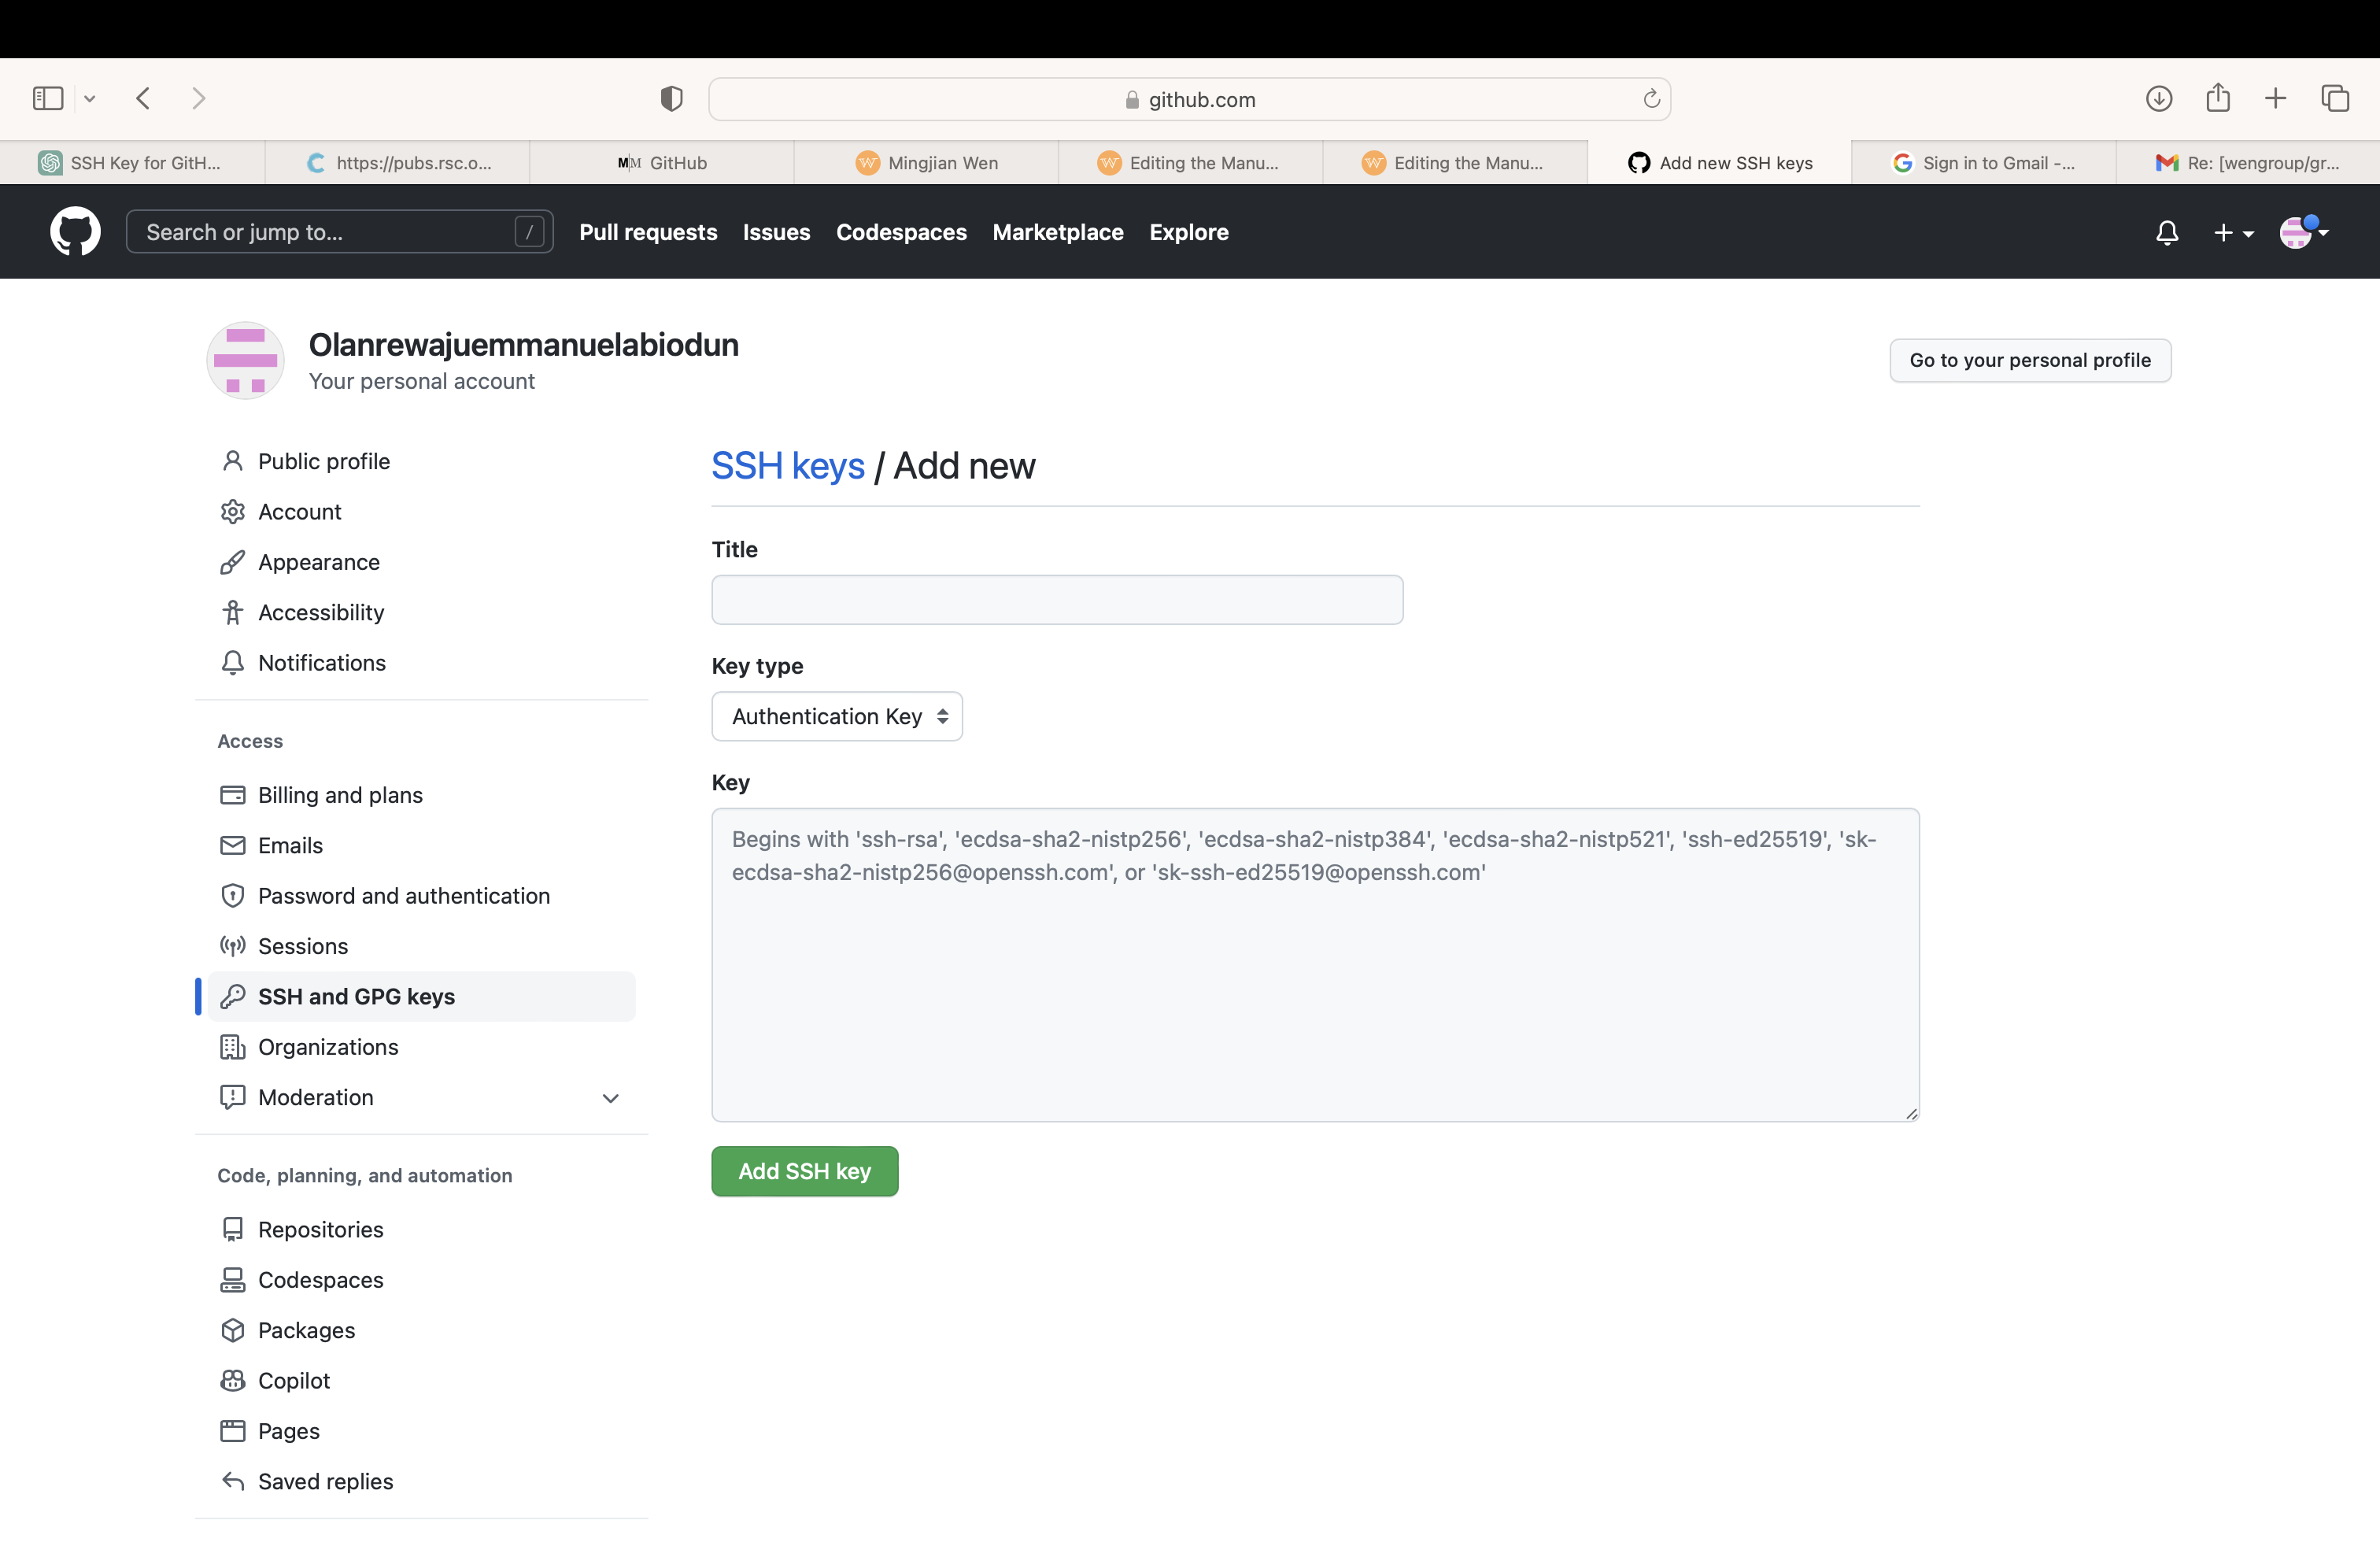 github.com
SSH Key for GitH...
https://pubs.rsc.o...
GitHub
Mingjian Wen
Editing the Manu...
Editing the Manu...
Add new SSH keys
Sign in to Gmail -...
Re: [wengroup/gr...
Search or jump to...
/
Pull requests
Issues
Codespaces
Marketplace
Explore
Olanrewajuemmanuelabiodun
Your personal account
Go to your personal profile
Public profile
Account
Appearance
Accessibility
Notifications
Access
Billing and plans
Emails
Password and authentication
Sessions
SSH and GPG keys
Organizations
Moderation
Code, planning, and automation
Repositories
Codespaces
Packages
Copilot
Pages
Saved replies
SSH keys / Add new
Title
Key type
Authentication Key
Key
Begins with 'ssh-rsa', 'ecdsa-sha2-nistp256', 'ecdsa-sha2-nistp384', 'ecdsa-sha2-nistp521', 'ssh-ed25519', 'sk-
ecdsa-sha2-nistp256@openssh.com', or 'sk-ssh-ed25519@openssh.com'
Add SSH key